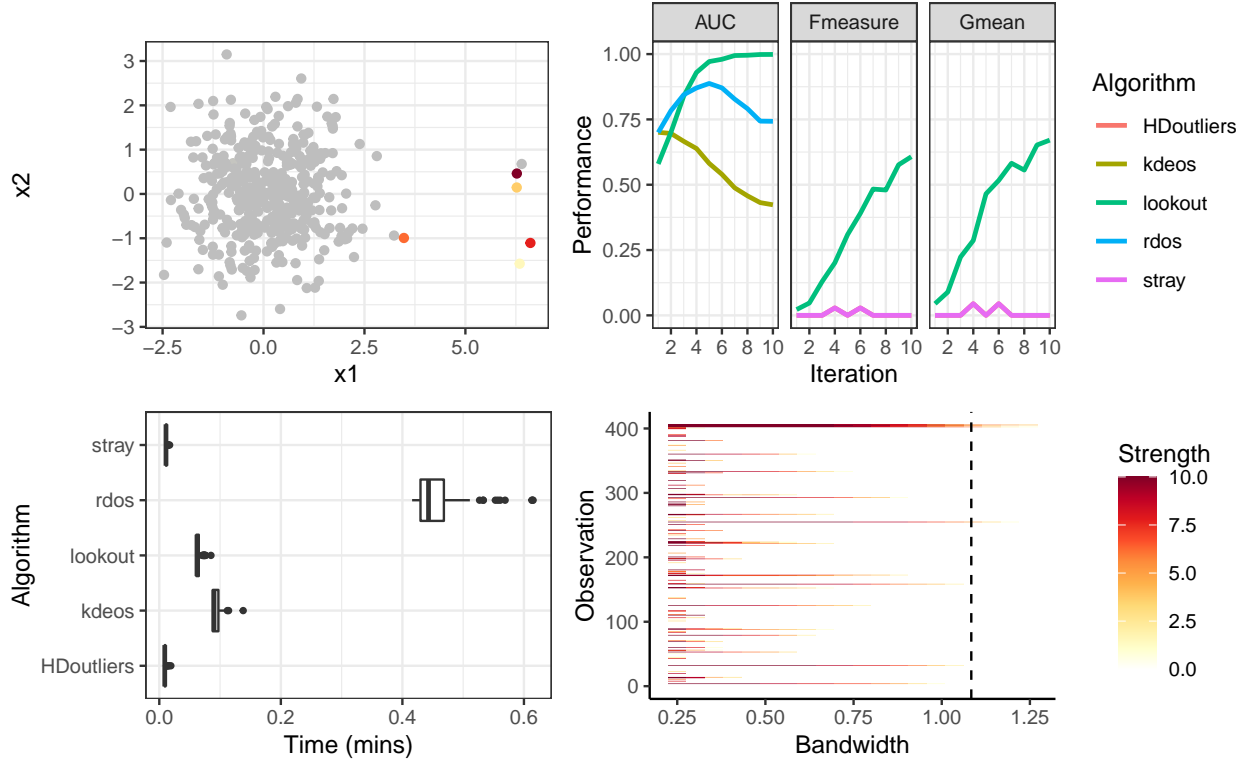 3
2
1
0
−1
−2
−3
x2
−2.5 0.0 2.5 5.0
x1
AUC Fmeasure Gmean
1.00
0.75
0.50
0.25
0.00
Performance
2 4 6 8 10 2 4 6 8 10 2 4 6 8 10
Iteration
Algorithm
HDoutliers
kdeos
lookout
rdos
stray
stray
rdos
lookout
kdeos
HDoutliers
Algorithm
0.0 0.2 0.4 0.6
Time (mins)
400
300
200
100
0
Observation
0.25 0.50 0.75 1.00 1.25
Bandwidth
Strength
10.0
7.5
5.0
2.5
0.0